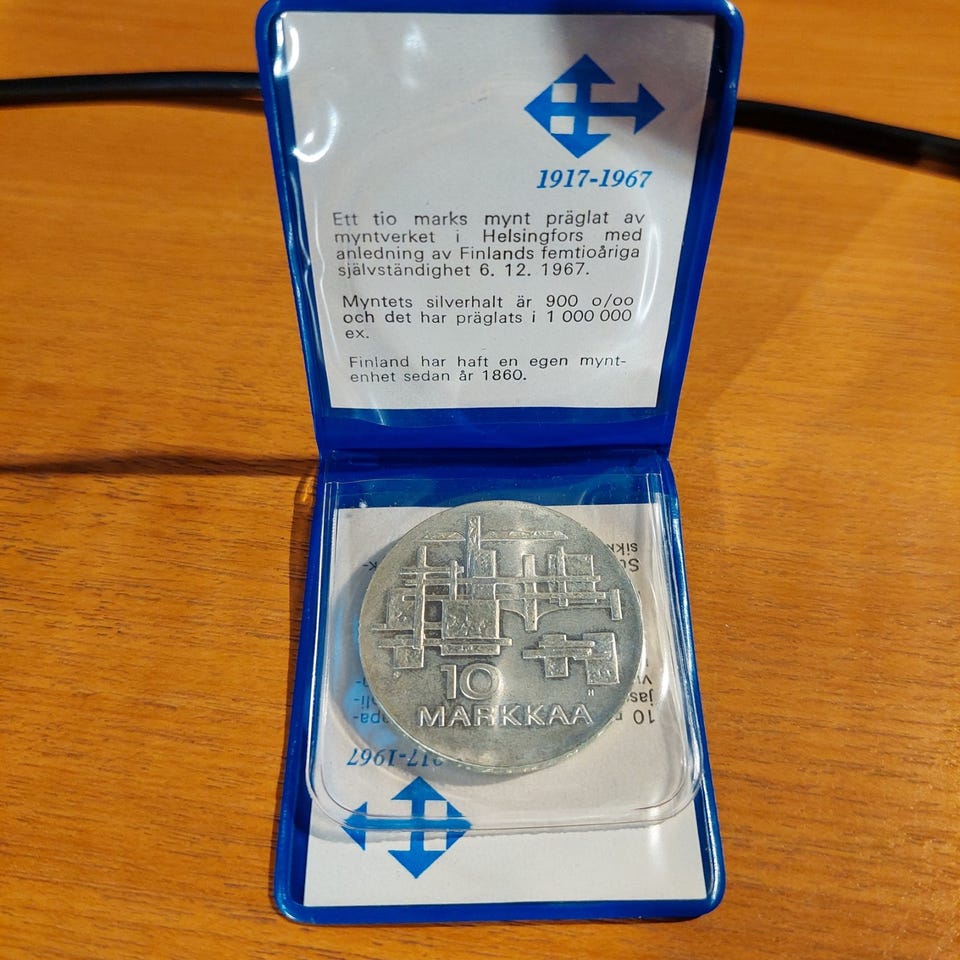 1917-1967
Ett tio marks mynt präglat av
myntverket i Helsingfors med
anledning av Finlands femtioåriga
självständighet 6. 12. 1967.
Myntets silverhalt är 900 o/oo
och det har präglats i 1 000 000
ex.
Finland har haft en egen mynt-
enhet sedan år 1860.
10
MARKKAA
1917-1967